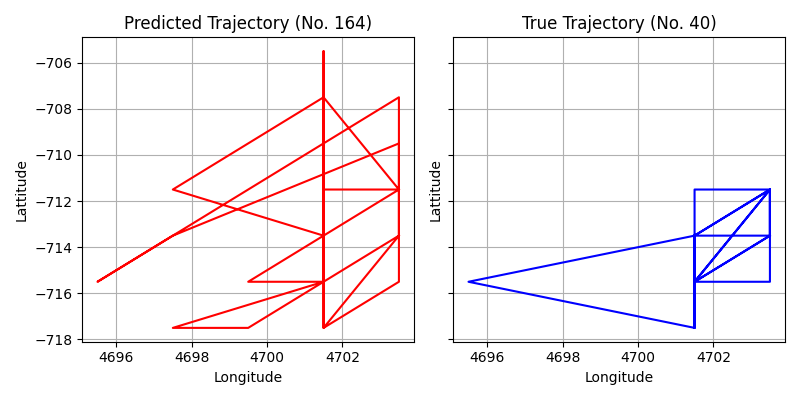 Predicted Trajectory (No. 164)
True Trajectory (No. 40)
Lattitude
−706
−708
−710
−712
−714
−716
−718
4696
4698
4700
4702
Longitude
Lattitude
4696
4698
4700
4702
Longitude